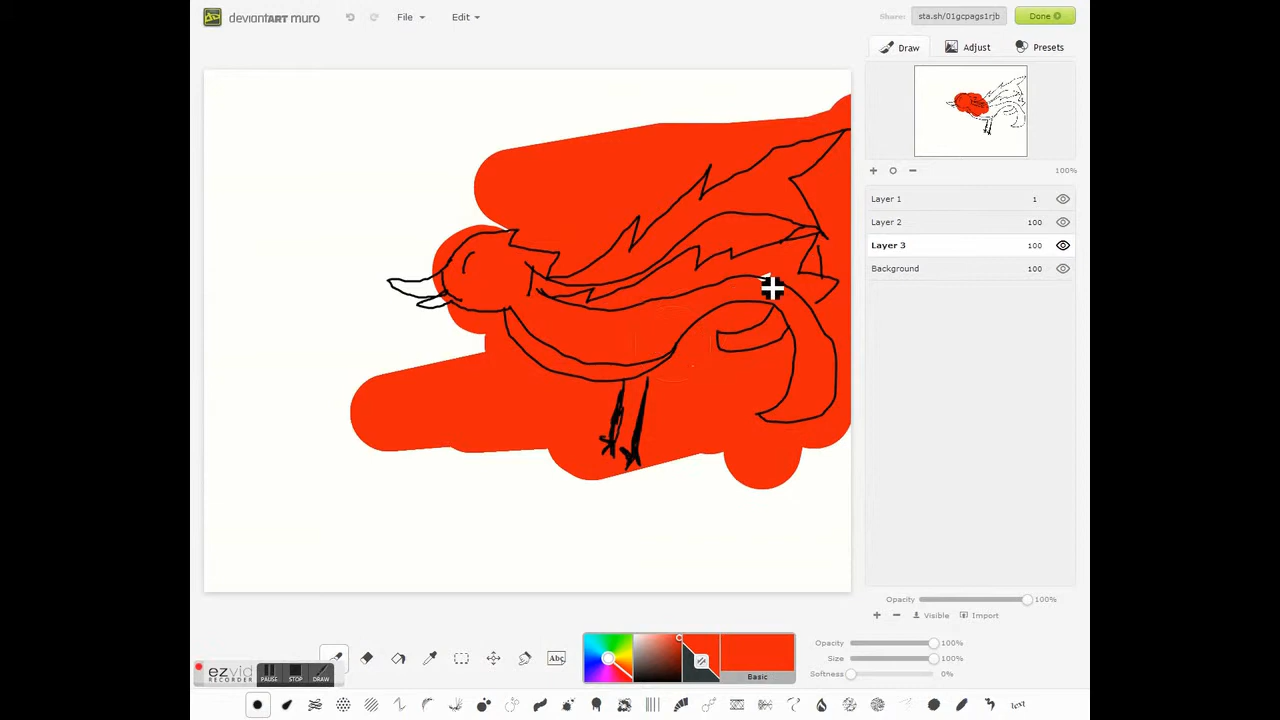 deviantART muro File Edit Share: sta.sh/01gcpags1rjb Done
Draw Adjust Presets
100%
Layer 1 1
Layer 2 100
Layer 3 100
Background 100
Opacity 100%
Visible Import
Opacity 100%
Size 100%
Softness 0%
Abc
Basic
ezvid
RECORDER
PAUSE STOP DRAW
text